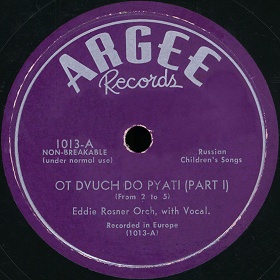 ARGEE
Records
1013-A
NON-BREAKABLE
(under normal use)
Russian
Children's Songs
OT DVUCH DO PYATI (PART I)
(From 2 to 5)
Eddie Rosner Orch, with Vocal.
Recorded in Europe
(1013-A)